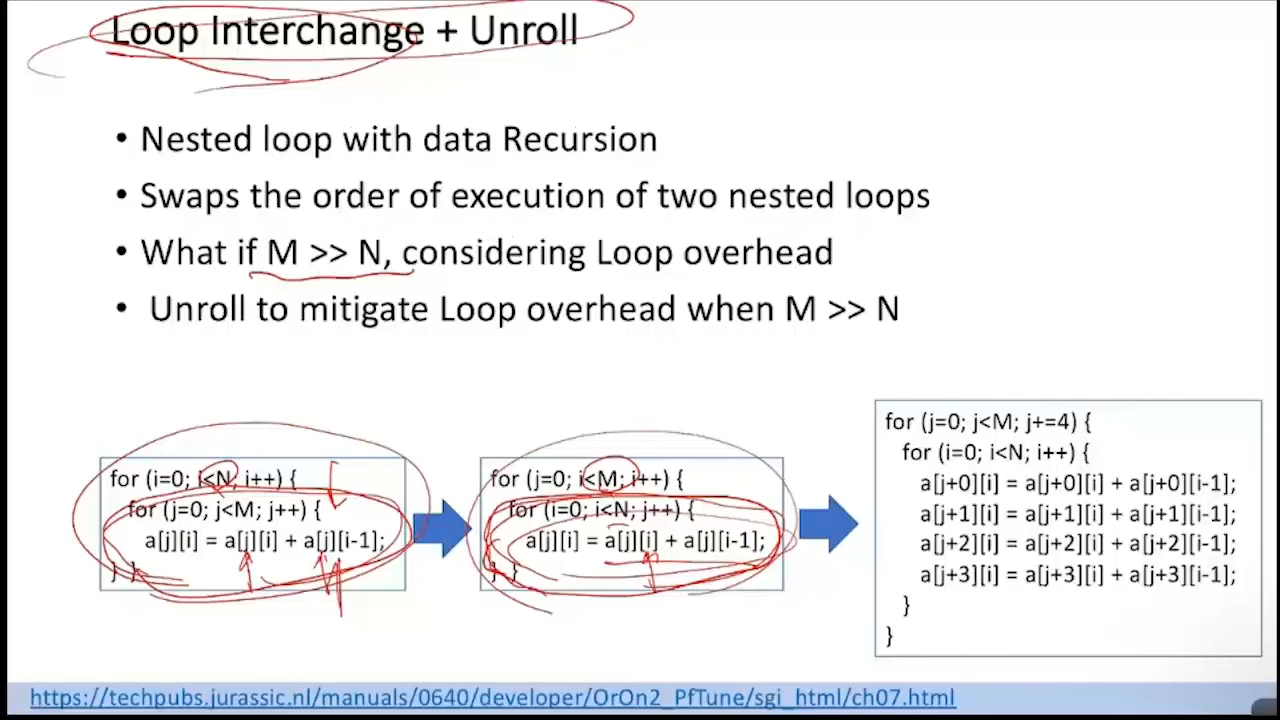 Loop Interchange + Unroll
• Nested loop with data Recursion
• Swaps the order of execution of two nested loops
• What if M >> N, considering Loop overhead
• Unroll to mitigate Loop overhead when M >> N
for (i=0; i<N, i++) {
for (j=0; j<M; j++) {
a[j][i] = a[j][i] + a[j][i-1];
} }
for (j=0; i<M; i++) {
for (i=0; i<N; j++) {
a[j][i] = a[j][i] + a[j][i-1];
} }
for (j=0; j<M; j+=4) {
for (i=0; i<N; i++) {
a[j+0][i] = a[j+0][i] + a[j+0][i-1];
a[j+1][i] = a[j+1][i] + a[j+1][i-1];
a[j+2][i] = a[j+2][i] + a[j+2][i-1];
a[j+3][i] = a[j+3][i] + a[j+3][i-1];
}
}
https://techpubs.jurassic.nl/manuals/0640/developer/OrOn2_PfTune/sgi_html/ch07.html